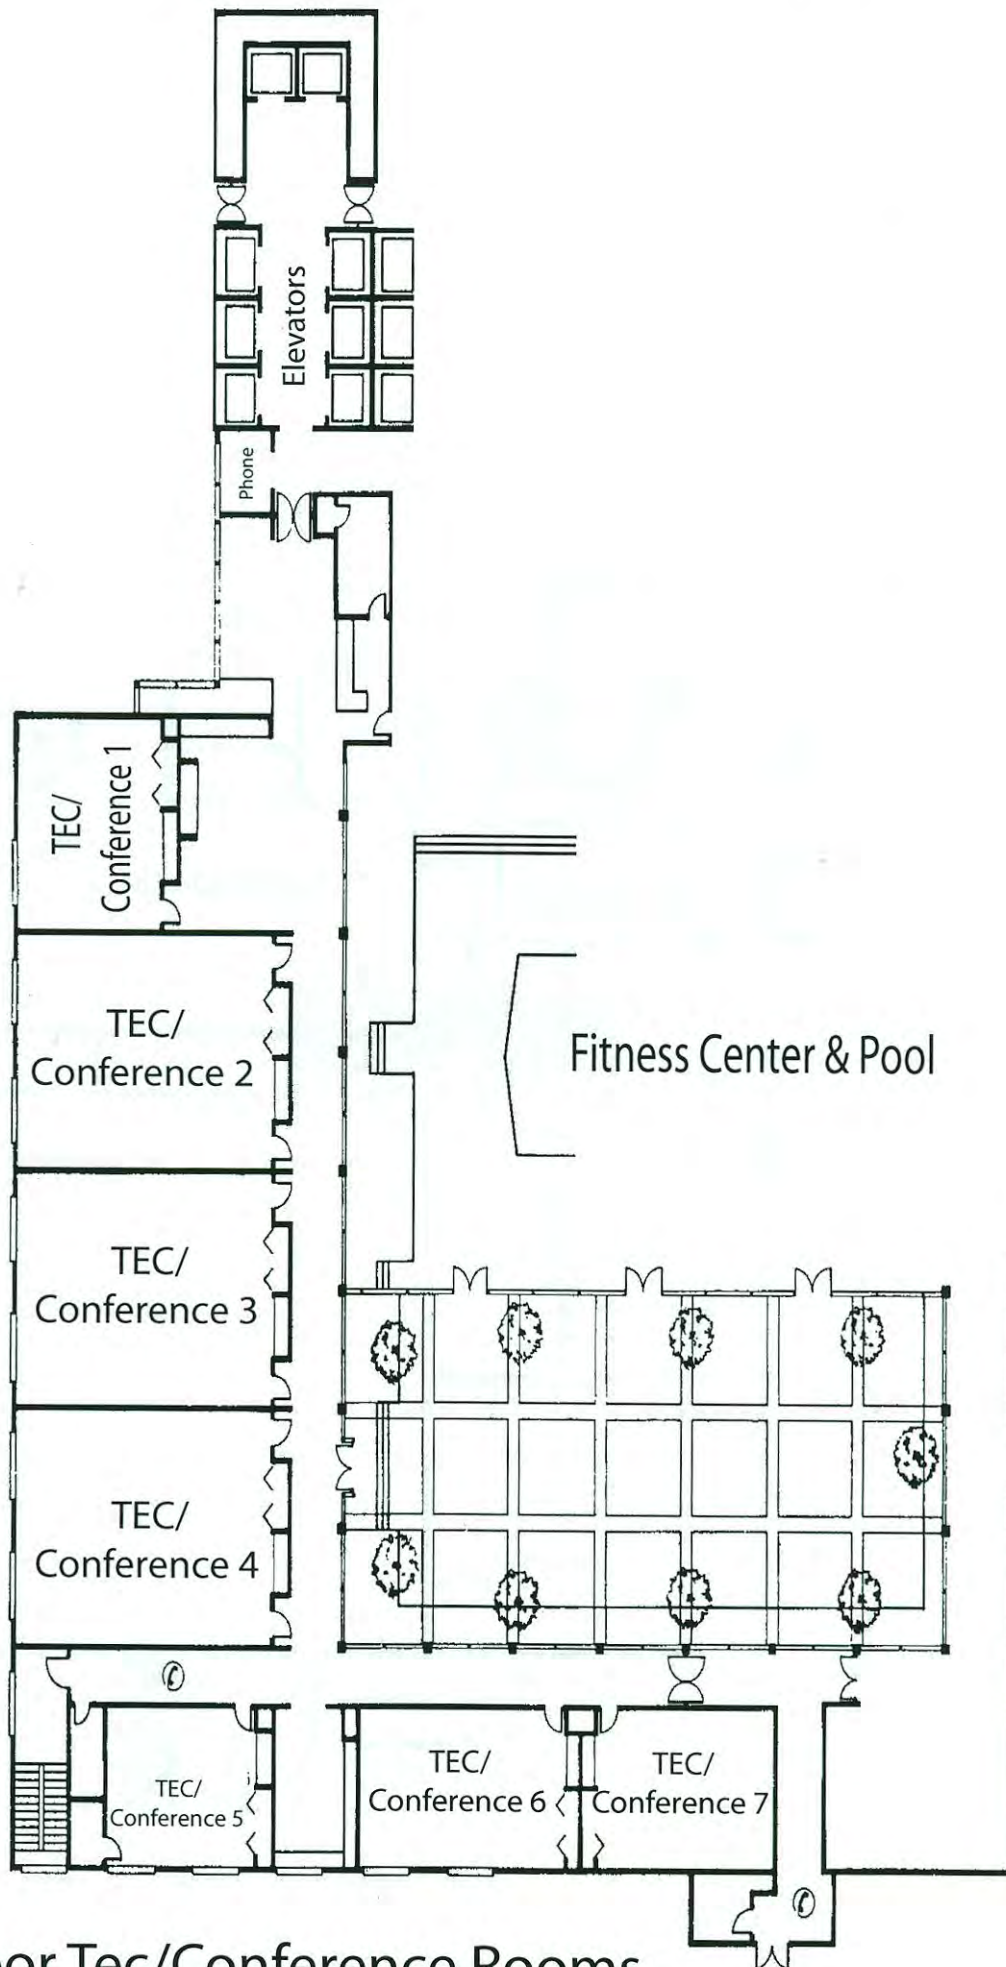 Elevators
Phone
TEC/
Conference 1
TEC/
Conference 2
Fitness Center & Pool
TEC/
Conference 3
TEC/
Conference 4
TEC/
Conference 5
TEC/
Conference 6
TEC/
Conference 7
Tec/Conference Rooms